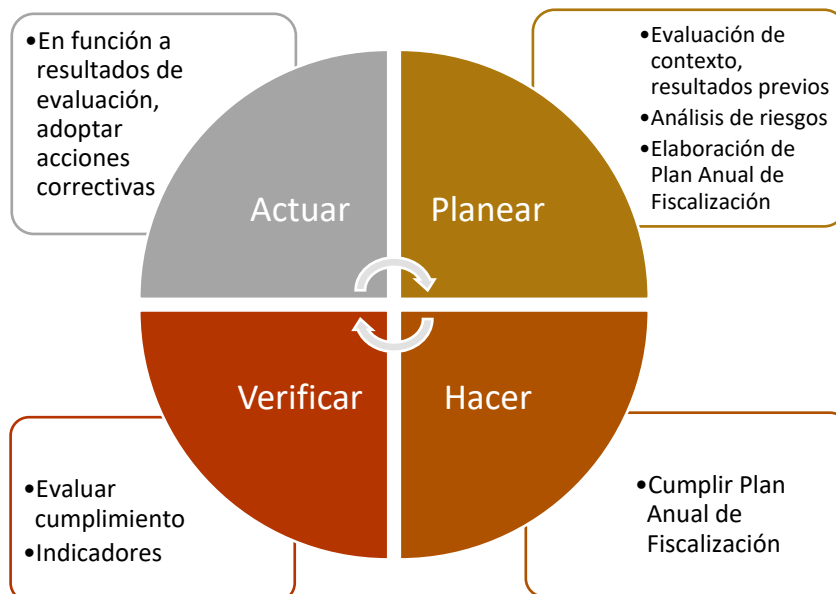 •En función a
resultados de
evaluación,
adoptar
acciones
correctivas
•Evaluación de
contexto,
resultados previos
•Análisis de riesgos
•Elaboración de
Plan Anual de
Fiscalización
Actuar
Planear
Verificar
Hacer
•Evaluar
cumplimiento
•Indicadores
•Cumplir Plan
Anual de
Fiscalización